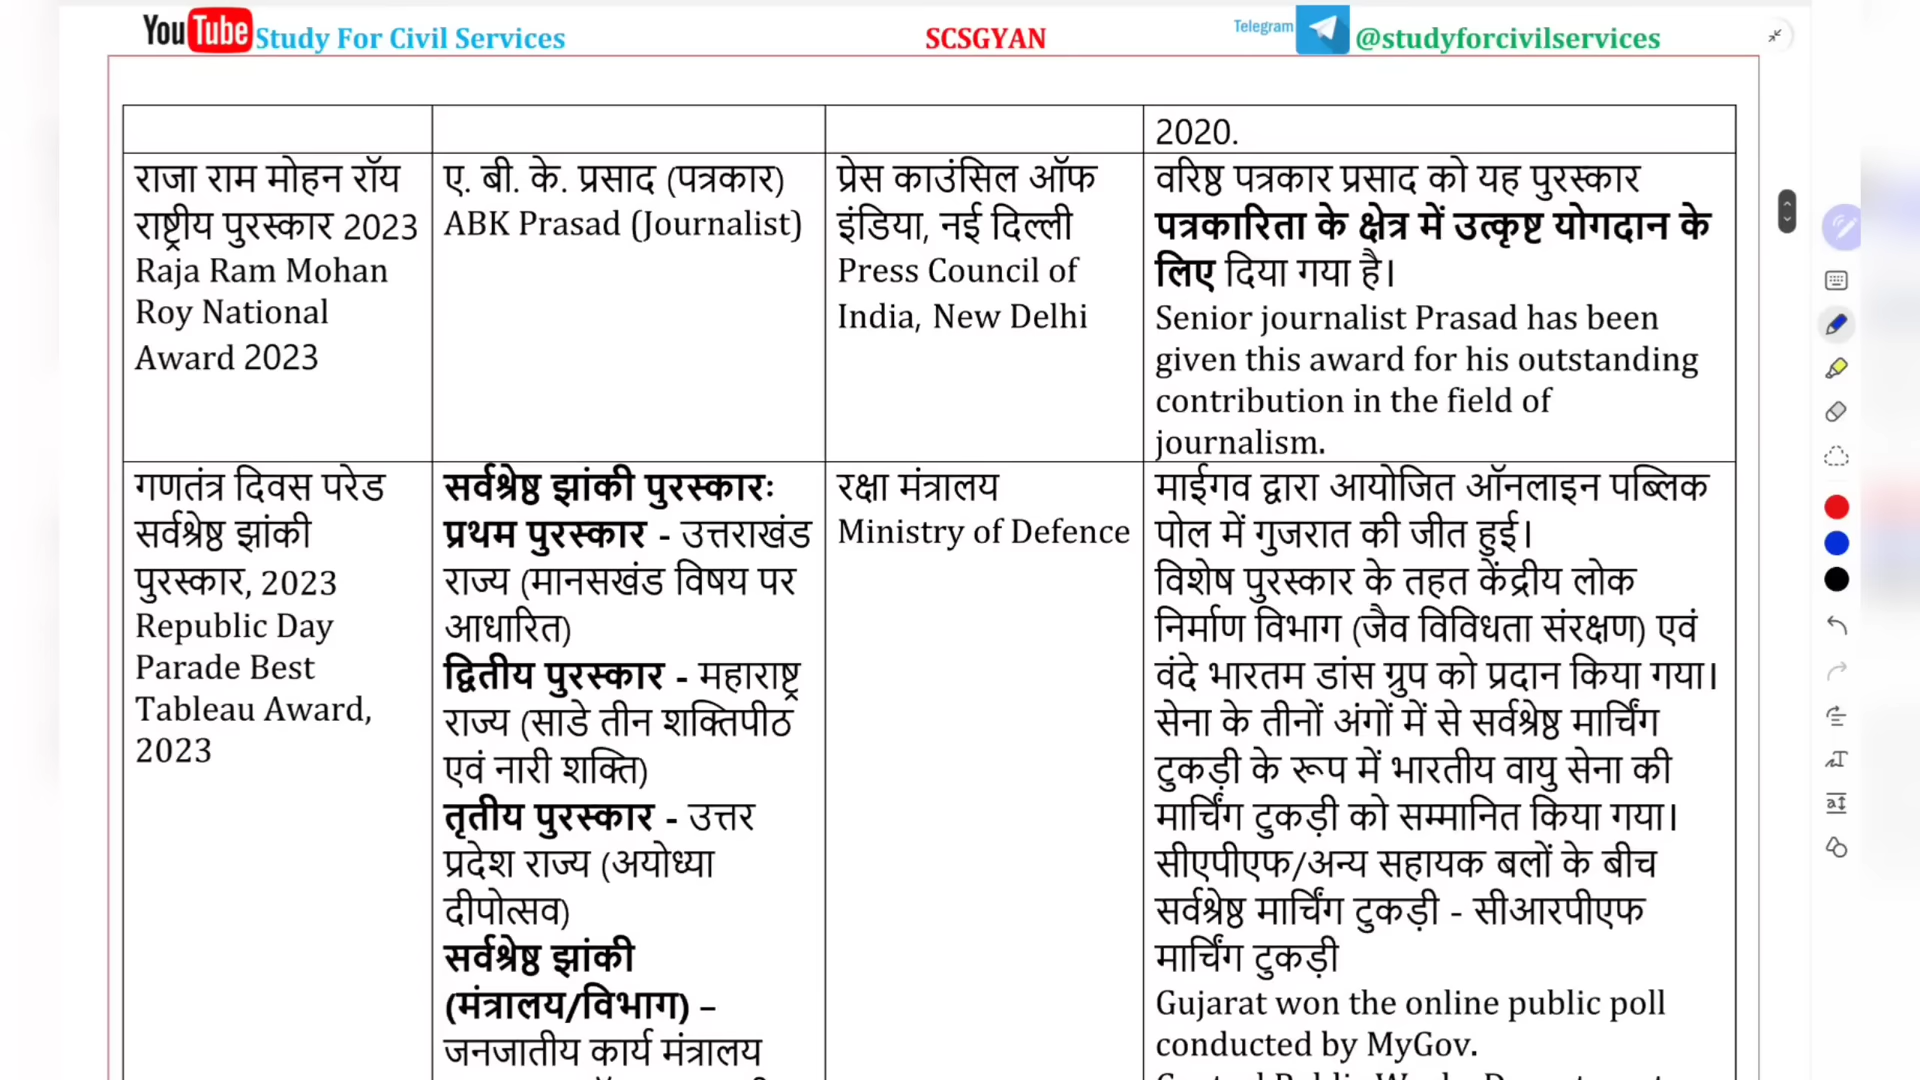 YouTube Study For Civil Services
SCSGYAN
Telegram @studyforcivilservices
2020.
राजा राम मोहन रॉय
राष्ट्रीय पुरस्कार 2023
Raja Ram Mohan
Roy National
Award 2023
ए. बी. के. प्रसाद (पत्रकार)
ABK Prasad (Journalist)
प्रेस काउंसिल ऑफ
इंडिया, नई दिल्ली
Press Council of
India, New Delhi
वरिष्ठ पत्रकार प्रसाद को यह पुरस्कार
पत्रकारिता के क्षेत्र में उत्कृष्ट योगदान के
लिए दिया गया है।
Senior journalist Prasad has been
given this award for his outstanding
contribution in the field of
journalism.
गणतंत्र दिवस परेड
सर्वश्रेष्ठ झांकी
पुरस्कार, 2023
Republic Day
Parade Best
Tableau Award,
2023
सर्वश्रेष्ठ झांकी पुरस्कारः
प्रथम पुरस्कार - उत्तराखंड
राज्य (मानसखंड विषय पर
आधारित)
द्वितीय पुरस्कार - महाराष्ट्र
राज्य (साडे तीन शक्तिपीठ
एवं नारी शक्ति)
तृतीय पुरस्कार - उत्तर
प्रदेश राज्य (अयोध्या
दीपोत्सव)
सर्वश्रेष्ठ झांकी
(मंत्रालय/विभाग) –
जनजातीय कार्य मंत्रालय
रक्षा मंत्रालय
Ministry of Defence
माईगव द्वारा आयोजित ऑनलाइन पब्लिक
पोल में गुजरात की जीत हुई।
विशेष पुरस्कार के तहत केंद्रीय लोक
निर्माण विभाग (जैव विविधता संरक्षण) एवं
वंदे भारतम डांस ग्रुप को प्रदान किया गया।
सेना के तीनों अंगों में से सर्वश्रेष्ठ मार्चिंग
टुकड़ी के रूप में भारतीय वायु सेना की
मार्चिंग टुकड़ी को सम्मानित किया गया।
सीएपीएफ/अन्य सहायक बलों के बीच
सर्वश्रेष्ठ मार्चिंग टुकड़ी - सीआरपीएफ
मार्चिंग टुकड़ी
Gujarat won the online public poll
conducted by MyGov.